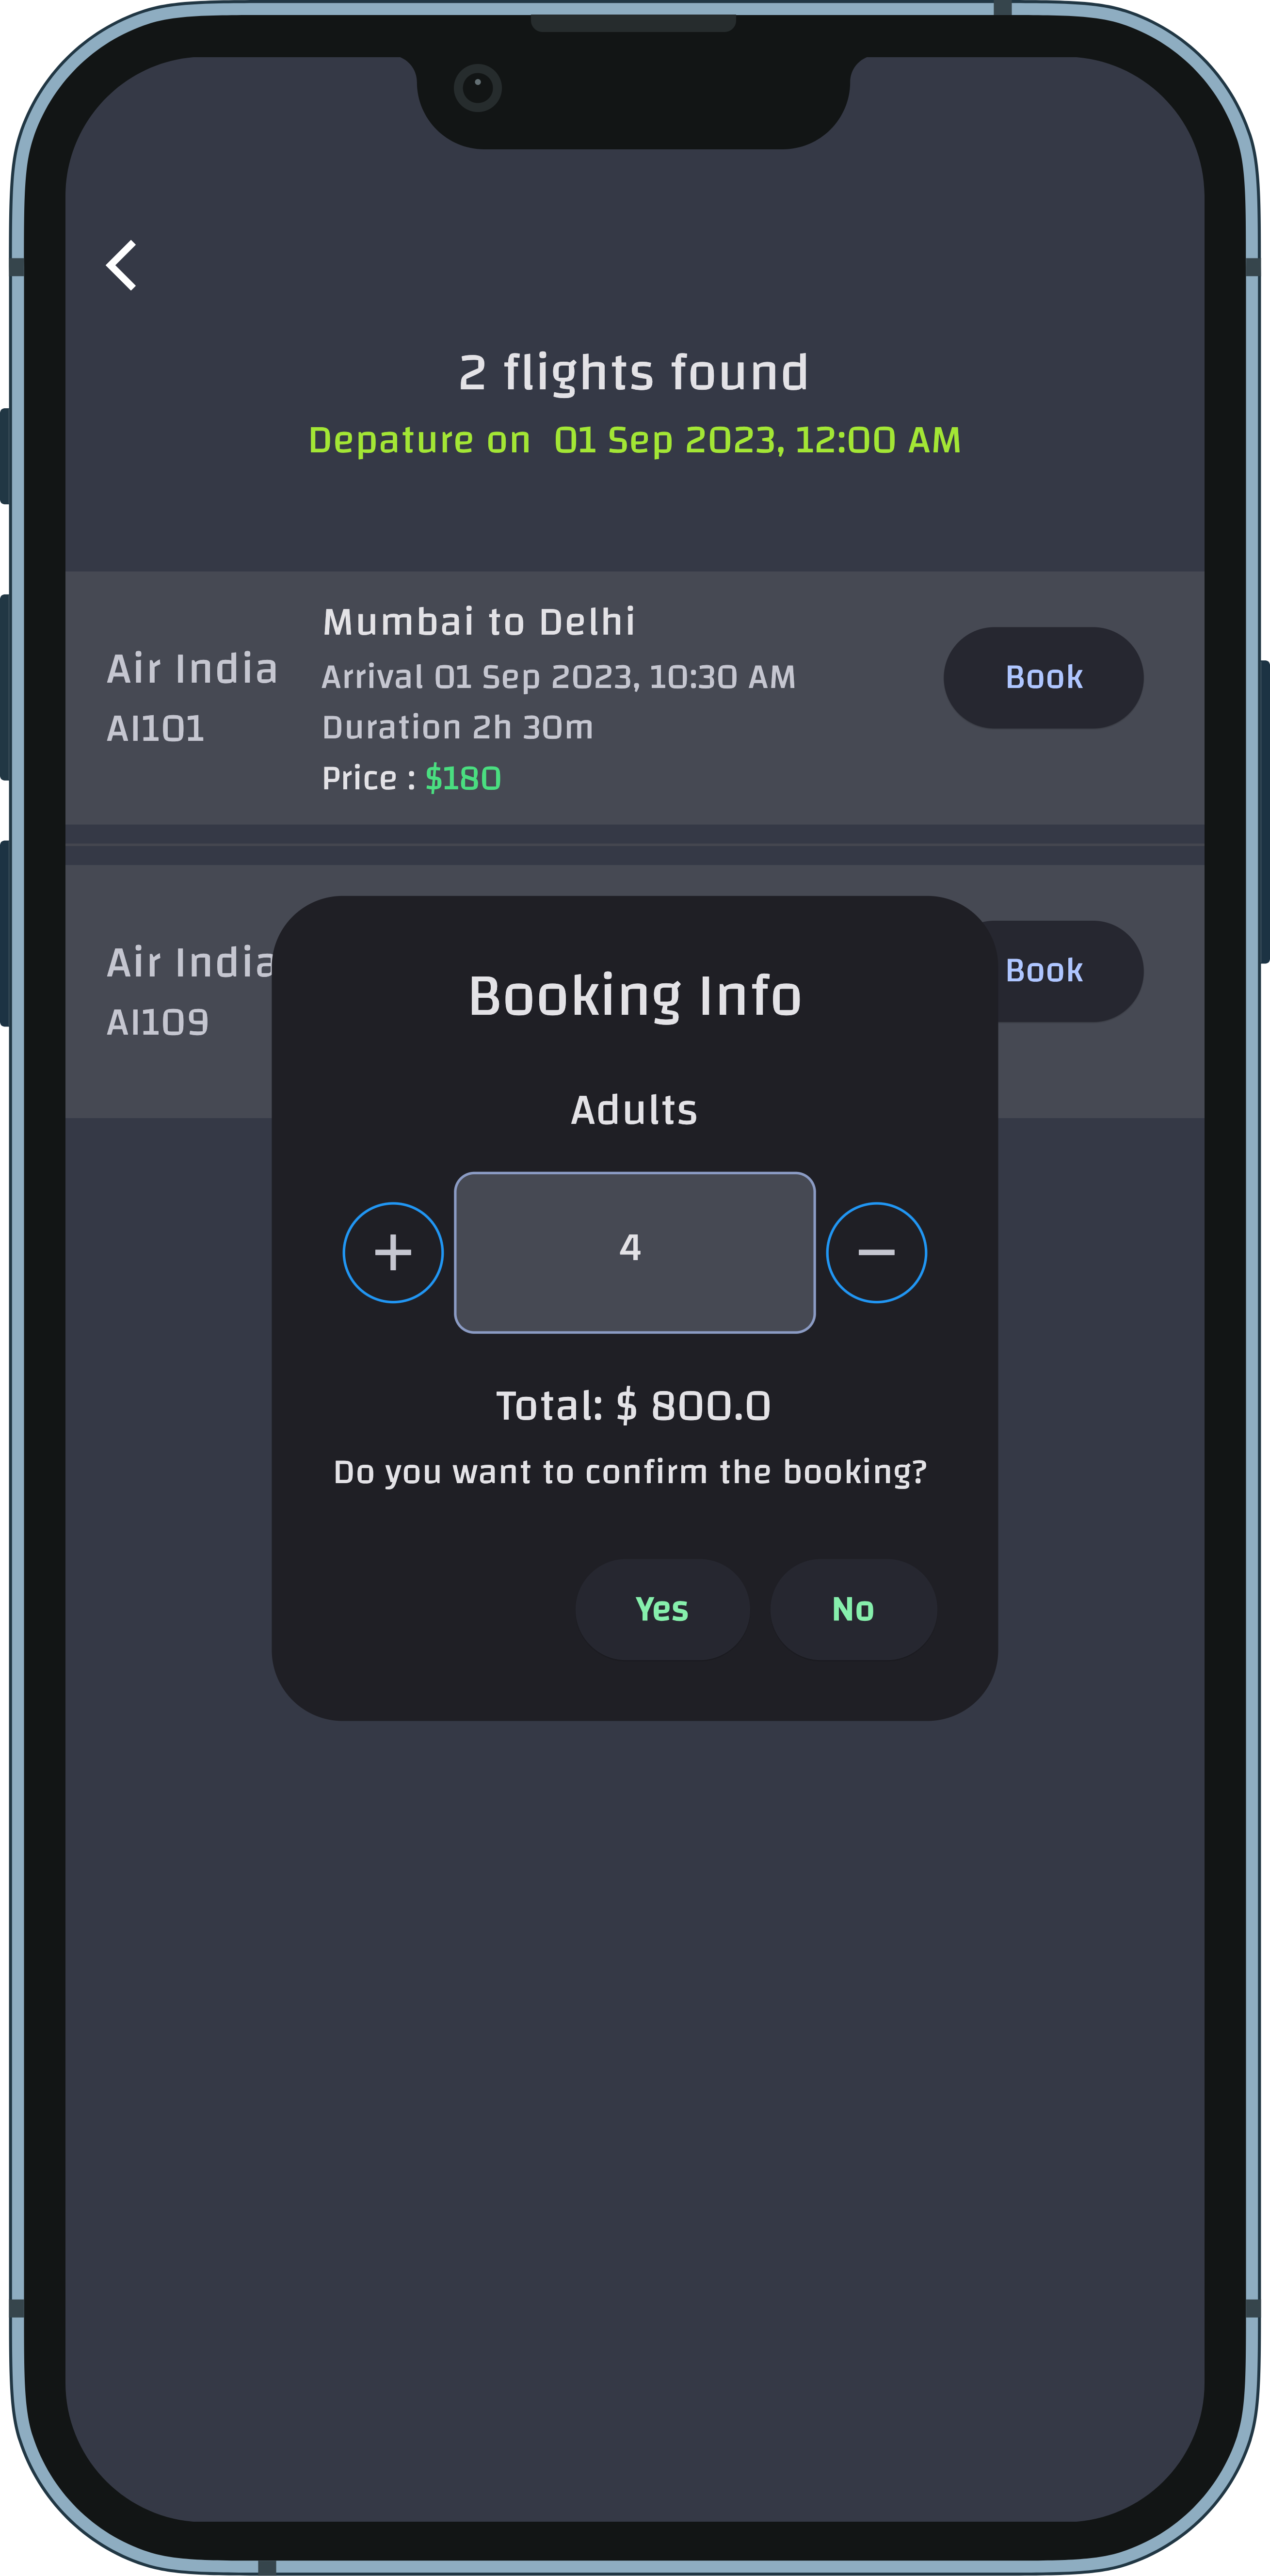 2 flights found
Depature on 01 Sep 2023, 12:00 AM
Air India
AI101
Mumbai to Delhi
Arrival 01 Sep 2023, 10:30 AM
Duration 2h 30m
Price : $180
Book
Air India
AI109
Book
Booking Info
Adults
+ 4 −
Total: $ 800.0
Do you want to confirm the booking?
Yes No